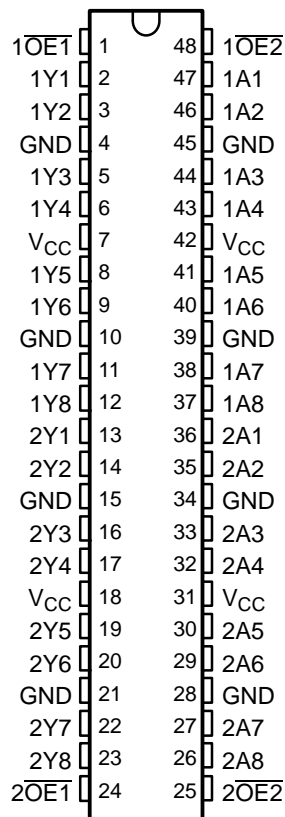 1OE1 1 48 1OE2
1Y1 2 47 1A1
1Y2 3 46 1A2
GND 4 45 GND
1Y3 5 44 1A3
1Y4 6 43 1A4
VCC 7 42 VCC
1Y5 8 41 1A5
1Y6 9 40 1A6
GND 10 39 GND
1Y7 11 38 1A7
1Y8 12 37 1A8
2Y1 13 36 2A1
2Y2 14 35 2A2
GND 15 34 GND
2Y3 16 33 2A3
2Y4 17 32 2A4
VCC 18 31 VCC
2Y5 19 30 2A5
2Y6 20 29 2A6
GND 21 28 GND
2Y7 22 27 2A7
2Y8 23 26 2A8
2OE1 24 25 2OE2